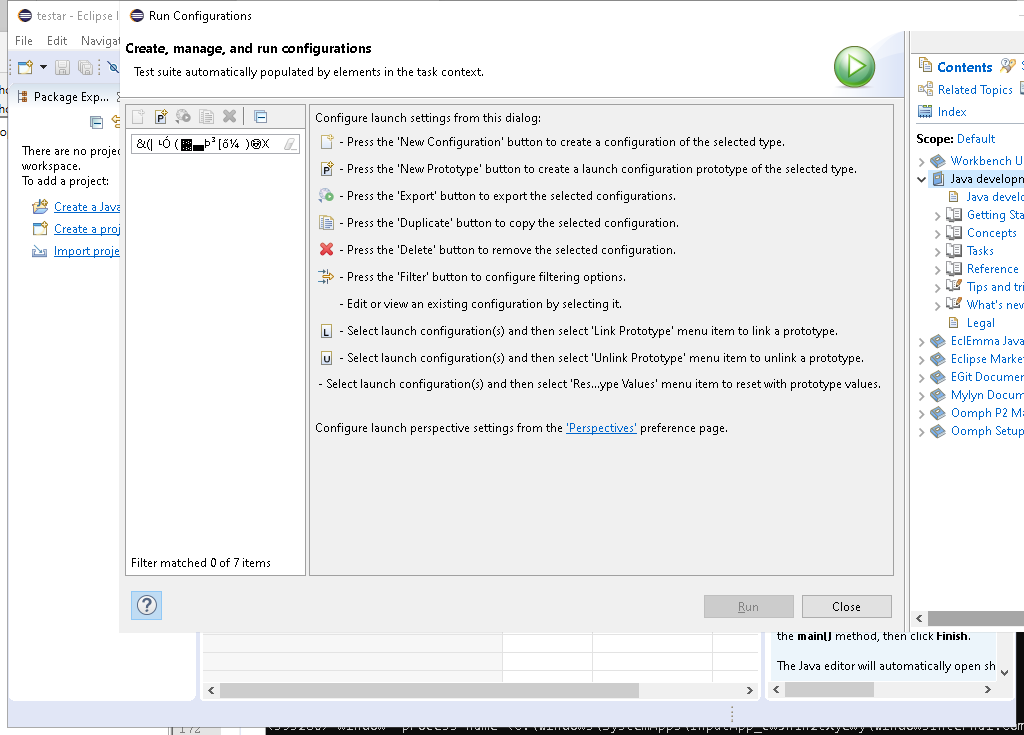 testar - Eclipse I
Run Configurations
File Edit Navigat
Create, manage, and run configurations
Test suite automatically populated by elements in the task context.
Package Exp...
There are no projec
workspace.
To add a project:
Create a Java
Create a proj
Import proje
Filter matched 0 of 7 items
Configure launch settings from this dialog:
- Press the 'New Configuration' button to create a configuration of the selected type.
- Press the 'New Prototype' button to create a launch configuration prototype of the selected type.
- Press the 'Export' button to export the selected configurations.
- Press the 'Duplicate' button to copy the selected configuration.
- Press the 'Delete' button to remove the selected configuration.
- Press the 'Filter' button to configure filtering options.
- Edit or view an existing configuration by selecting it.
- Select launch configuration(s) and then select 'Link Prototype' menu item to link a prototype.
- Select launch configuration(s) and then select 'Unlink Prototype' menu item to unlink a prototype.
- Select launch configuration(s) and then select 'Res...ype Values' menu item to reset with prototype values.
Configure launch perspective settings from the 'Perspectives' preference page.
Run Close
Contents
Related Topics
Index
Scope: Default
Workbench U
Java developn
Java develo
Getting Sta
Concepts
Tasks
Reference
Tips and tri
What's new
Legal
EclEmma Java
Eclipse Marke
EGit Documen
Mylyn Docum
Oomph P2 Ma
Oomph Setup
the main() method, then click Finish.
The Java editor will automatically open sh
172